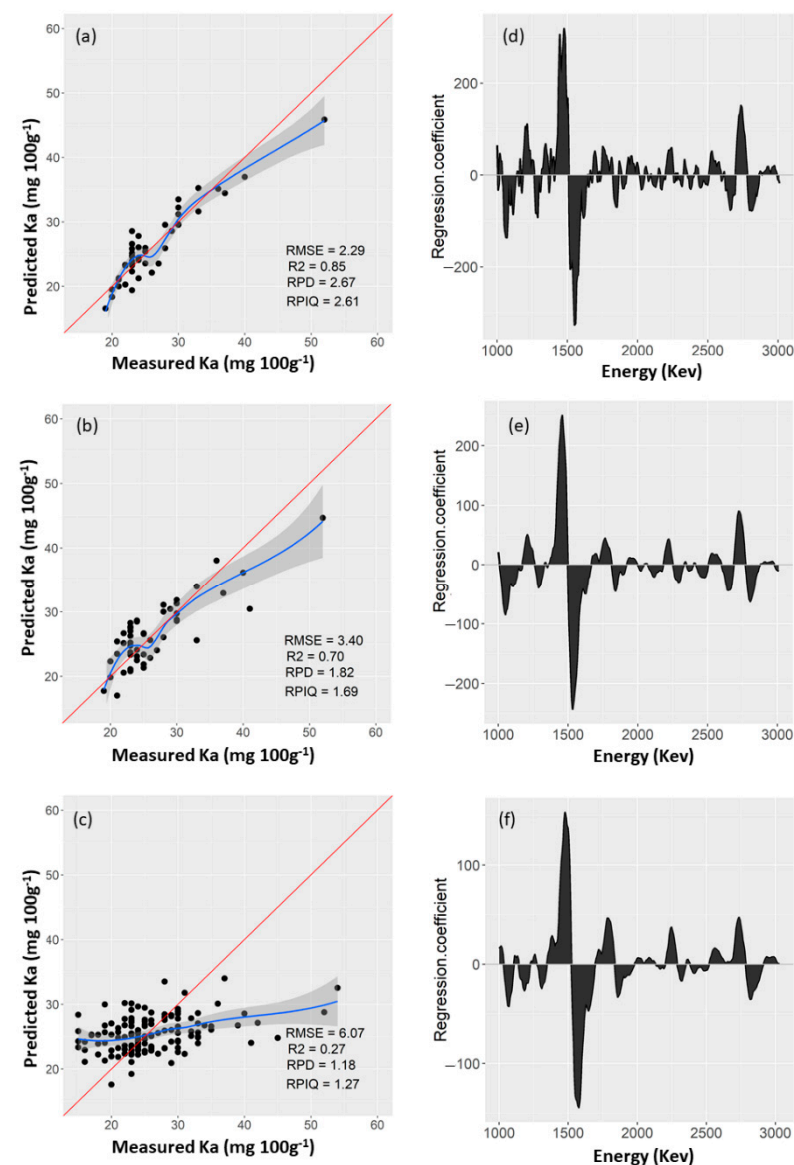 (a)
Predicted Ka (mg 100g-1)
60
50
40
30
20
RMSE = 2.29
R2 = 0.85
RPD = 2.67
RPIQ = 2.61
20 30 40 50 60
Measured Ka (mg 100g-1)
(d)
Regression.coefficient
200
0
−200
1000 1500 2000 2500 3000
Energy (Kev)
(b)
Predicted Ka (mg 100g-1)
60
50
40
30
20
RMSE = 3.40
R2 = 0.70
RPD = 1.82
RPIQ = 1.69
20 30 40 50 60
Measured Ka (mg 100g-1)
(e)
Regression.coefficient
200
100
0
−100
−200
1000 1500 2000 2500 3000
Energy (Kev)
(c)
Predicted Ka (mg 100g-1)
60
50
40
30
20
RMSE = 6.07
R2 = 0.27
RPD = 1.18
RPIQ = 1.27
20 30 40 50 60
Measured Ka (mg 100g-1)
(f)
Regression.coefficient
100
0
−100
1000 1500 2000 2500 3000
Energy (Kev)